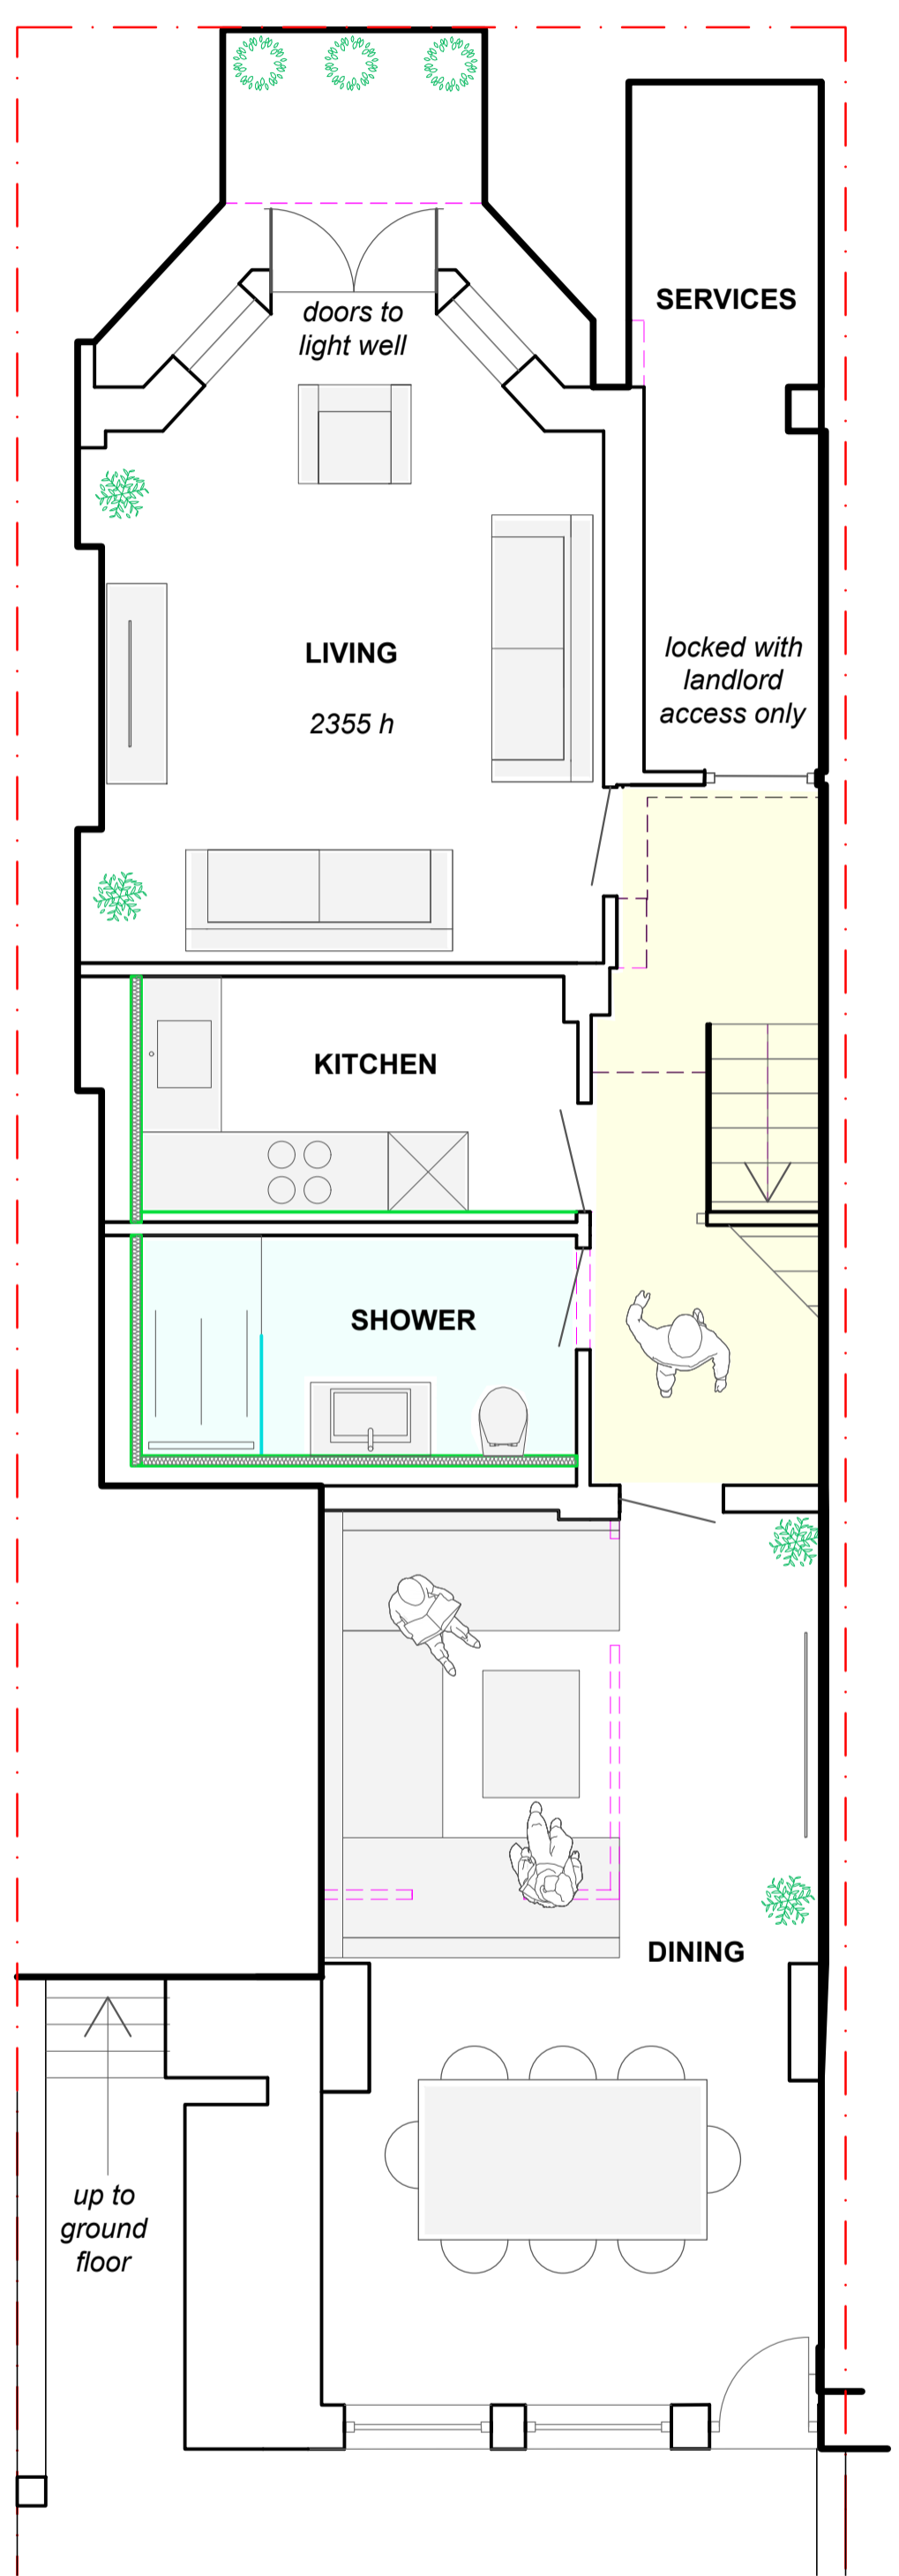 SERVICES
doors to
light well
LIVING
2355 h
locked with
landlord
access only
KITCHEN
SHOWER
DINING
up to
ground
floor